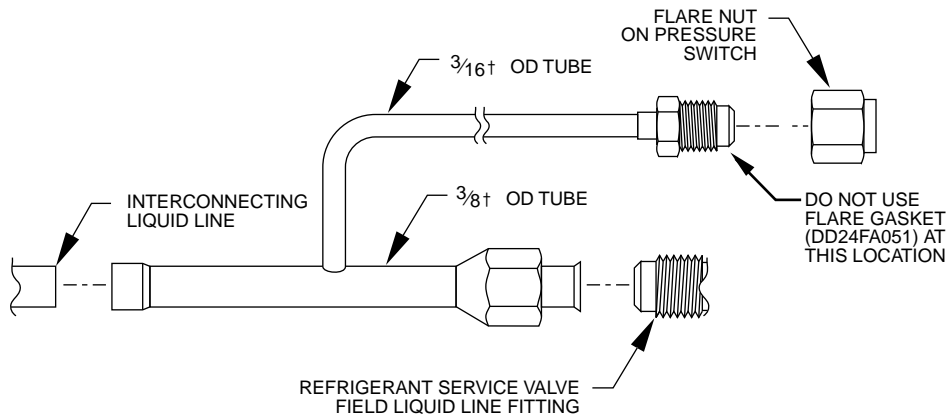 FLARE NUT
ON PRESSURE
SWITCH
3⁄16† OD TUBE
INTERCONNECTING
LIQUID LINE
3⁄8† OD TUBE
DO NOT USE
FLARE GASKET
(DD24FA051) AT
THIS LOCATION
REFRIGERANT SERVICE VALVE
FIELD LIQUID LINE FITTING